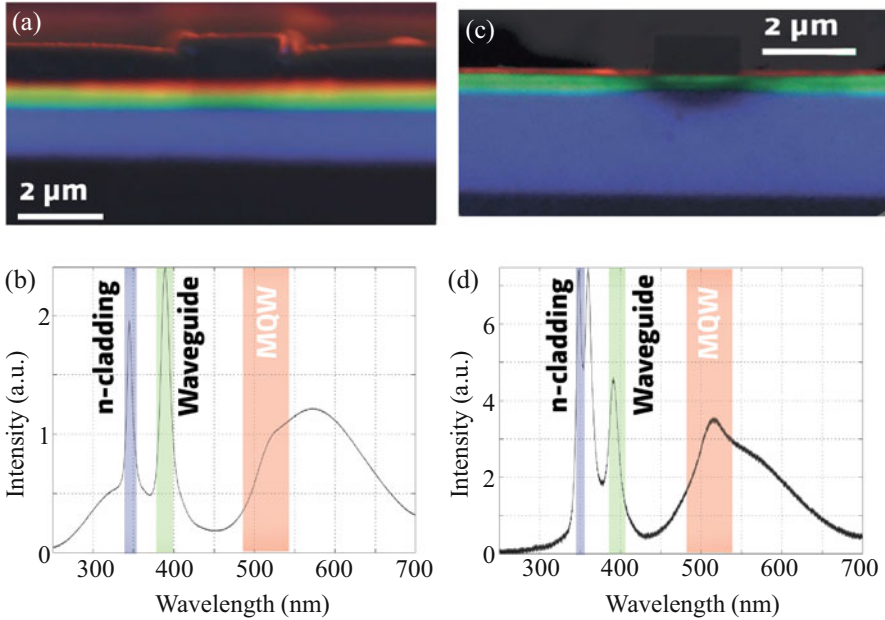 (a)
2 µm
(c)
2 µm
(b)
Intensity (a.u.)
2
1
0
n-cladding
Waveguide
MQW
300
400
500
600
700
Wavelength (nm)
(d)
Intensity (a.u.)
7
6
4
2
0
n-cladding
Waveguide
MQW
300
400
500
600
700
Wavelength (nm)